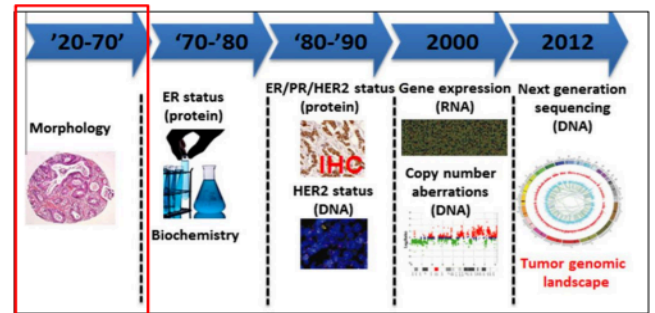 '20-70'
'70-'80
'80-'90
2000
2012
Morphology
ER status
(protein)
Biochemistry
ER/PR/HER2 status
(protein)
IHC
HER2 status
(DNA)
Gene expression
(RNA)
Copy number
aberrations
(DNA)
Next generation
sequencing
(DNA)
Tumor genomic
landscape